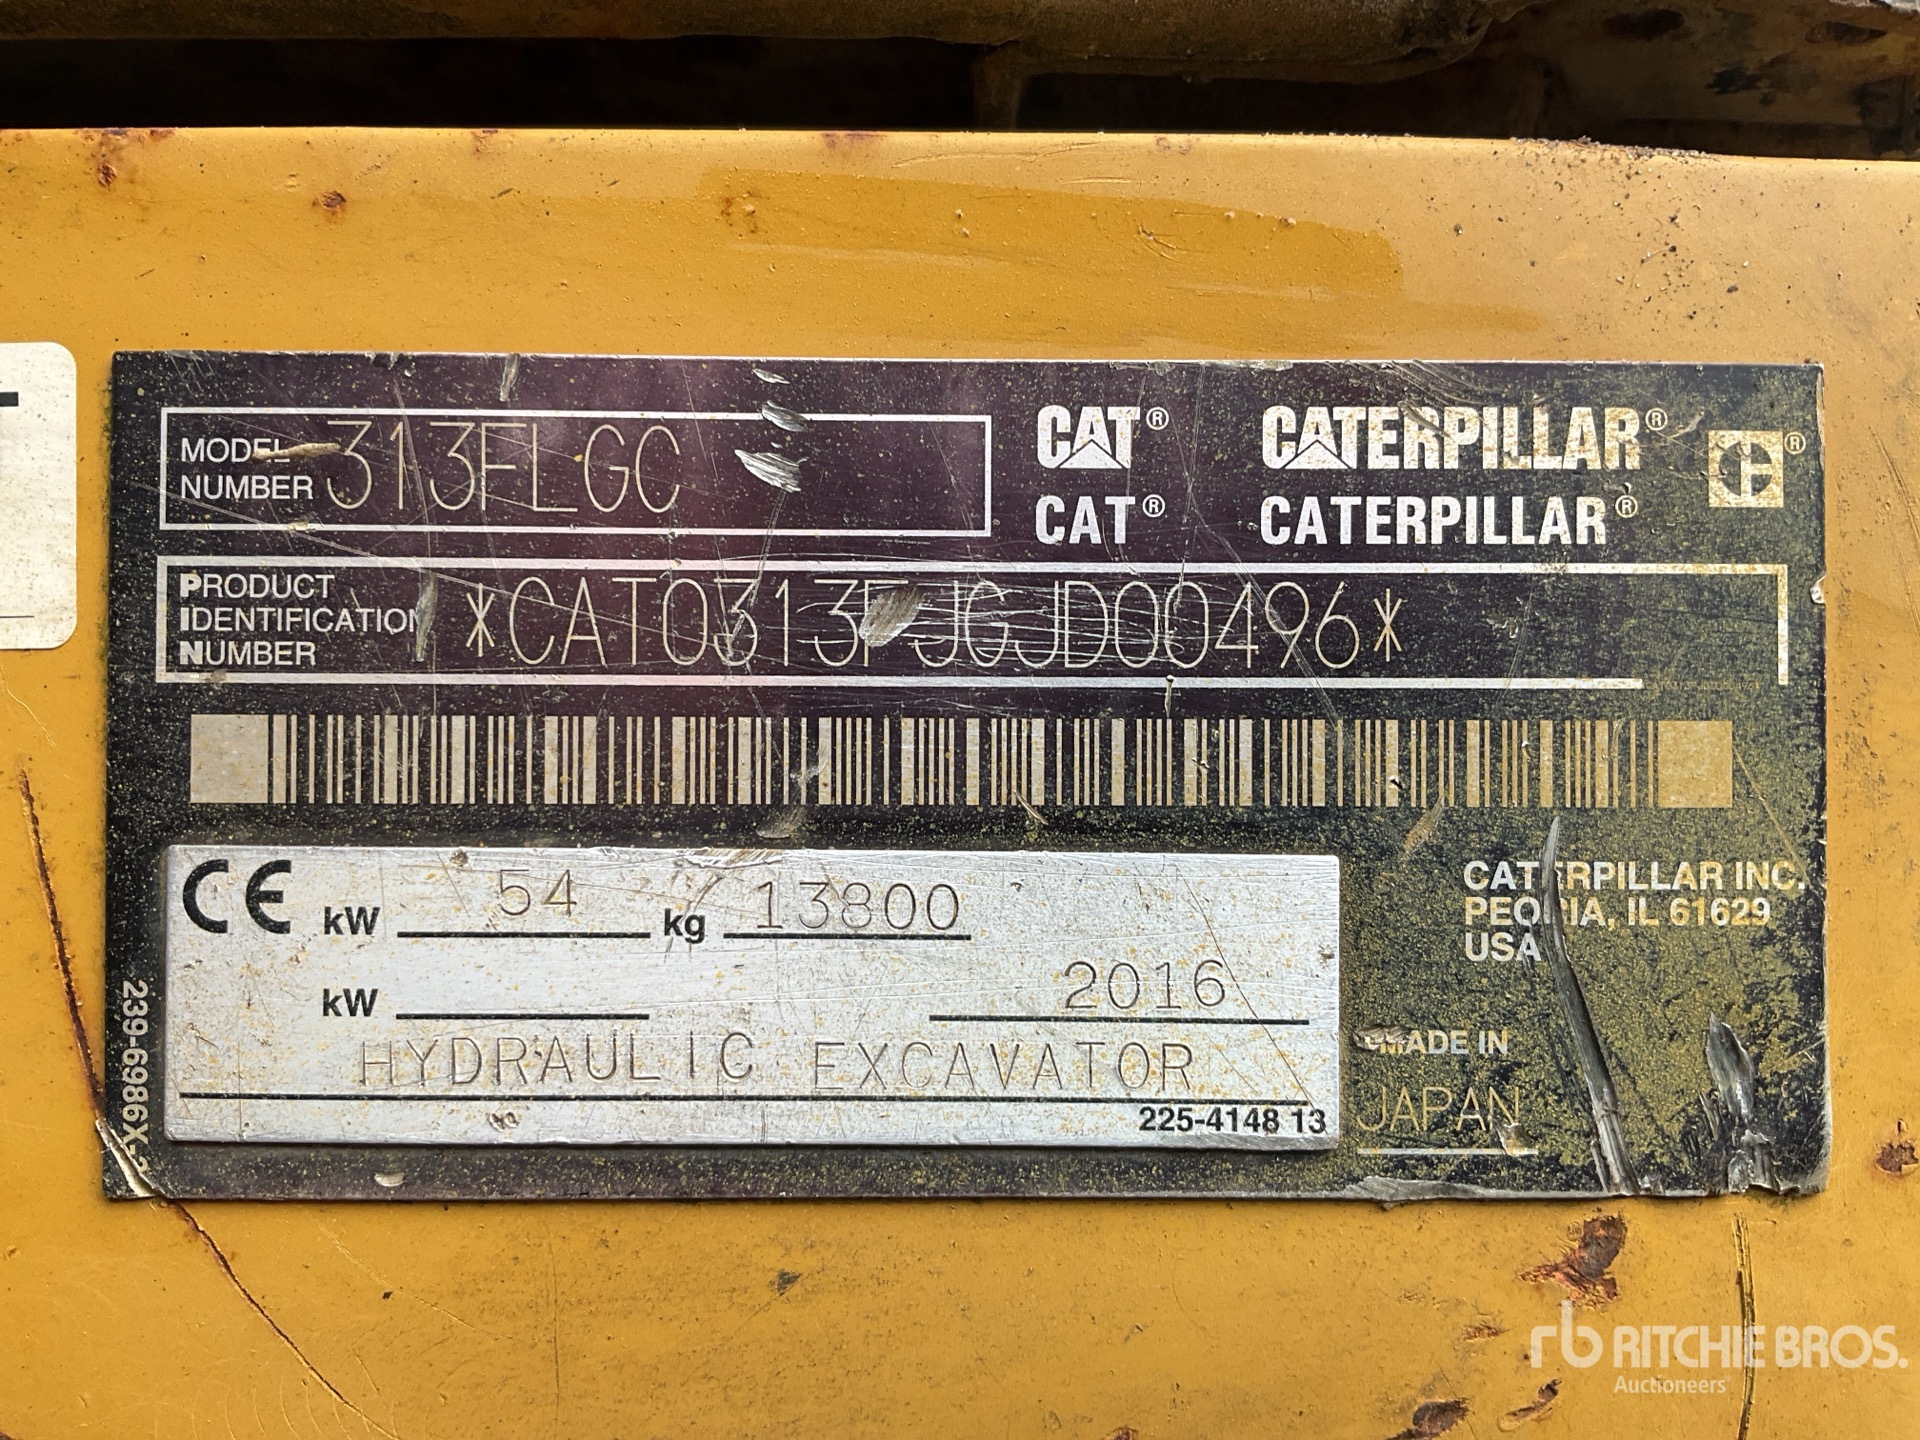 MODEL NUMBER 313FLGC
CAT® CATERPILLAR®
CAT® CATERPILLAR®
PRODUCT IDENTIFICATION NUMBER *CAT0313FJGJD00496*
CE kW 54 kg 13800
kW 2016
HYDRAULIC EXCAVATOR
225-4148 13
CATERPILLAR INC.
PEORIA, IL 61629
USA
MADE IN
JAPAN
239-6986X-
rb RITCHIE BROS.
Auctioneers